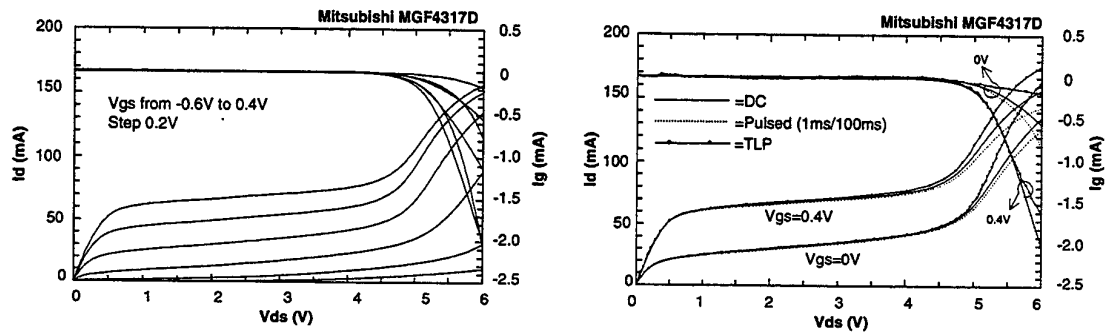 Mitsubishi MGF4317D
200
150
100
50
0
Id (mA)
Vgs from -0.6V to 0.4V
Step 0.2V
0.5
0
-0.5
-1.0
-1.5
-2.0
-2.5
Ig (mA)
0 1 2 3 4 5 6
Vds (V)
Mitsubishi MGF4317D
200
150
100
50
0
Id (mA)
=DC
=Pulsed (1ms/100ms)
=TLP
0V
Vgs=0.4V
Vgs=0V
0.4V
0.5
0
-0.5
-1.0
-1.5
-2.0
-2.5
Ig (mA)
0 1 2 3 4 5 6
Vds (V)